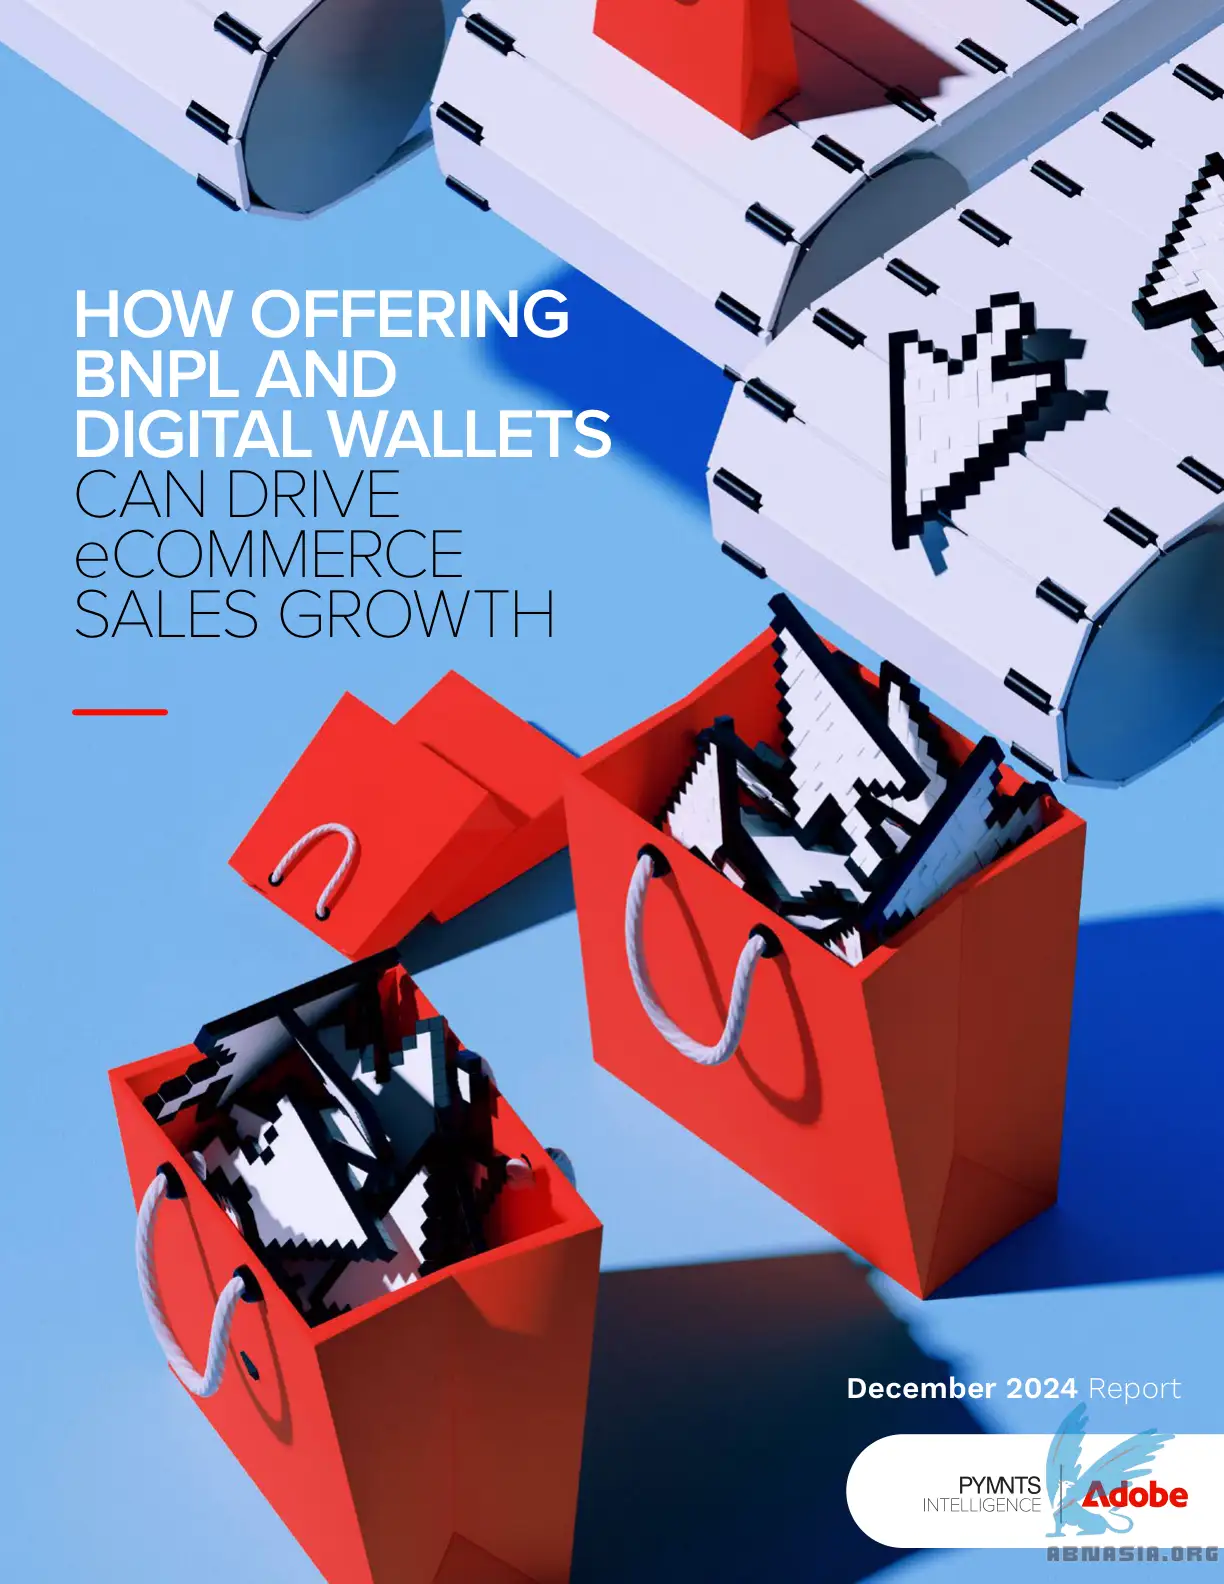 HOW OFFERING
BNPL AND
DIGITAL WALLETS
CAN DRIVE
eCOMMERCE
SALES GROWTH
December 2024 Report
PYMNTS
INTELLIGENCE
Adobe
ABNASIA.ORG